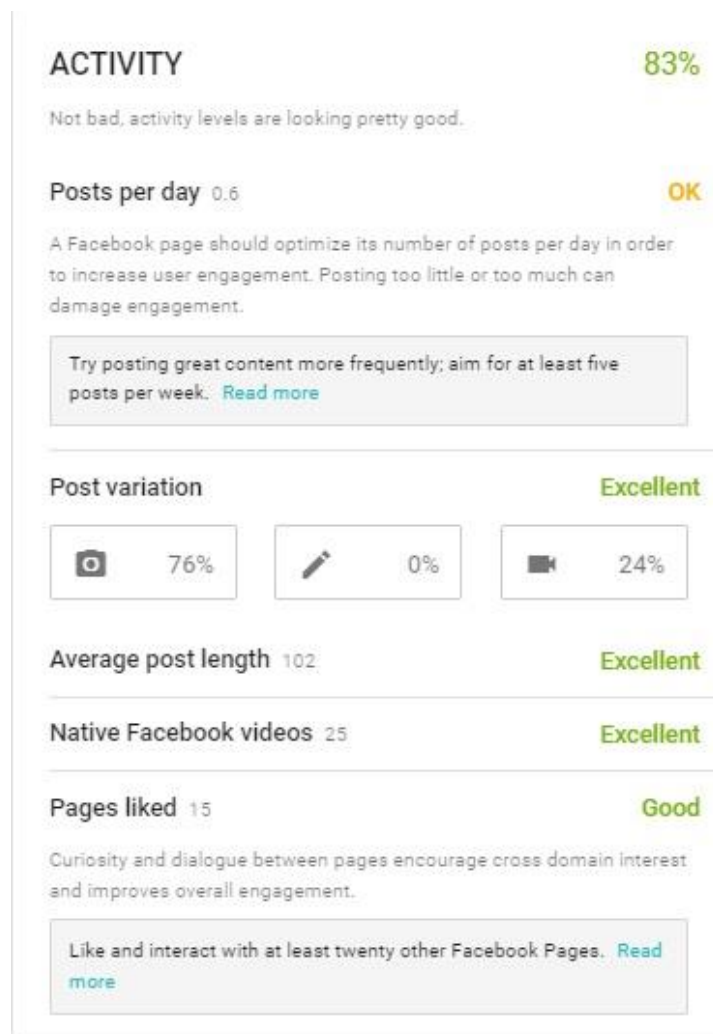 ACTIVITY 83%
Not bad, activity levels are looking pretty good.
Posts per day 0.6 OK
A Facebook page should optimize its number of posts per day in order
to increase user engagement. Posting too little or too much can
damage engagement.
Try posting great content more frequently; aim for at least five
posts per week. Read more
Post variation Excellent
76% 0% 24%
Average post length 102 Excellent
Native Facebook videos 25 Excellent
Pages liked 15 Good
Curiosity and dialogue between pages encourage cross domain interest
and improves overall engagement.
Like and interact with at least twenty other Facebook Pages. Read
more